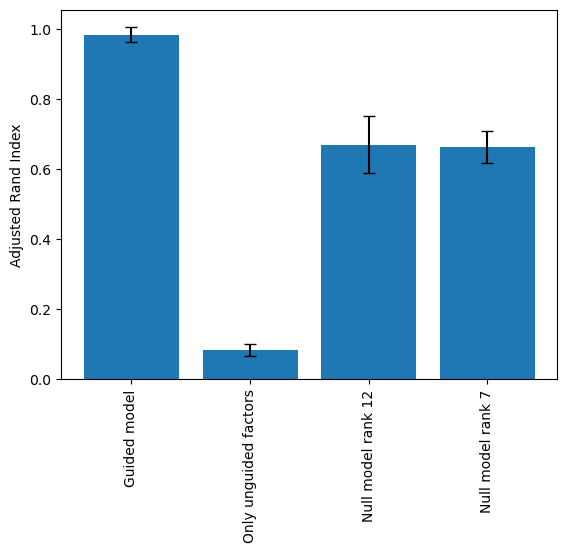 Adjusted Rand Index
1.0
0.8
0.6
0.4
0.2
0.0
Guided model
Only unguided factors
Null model rank 12
Null model rank 7